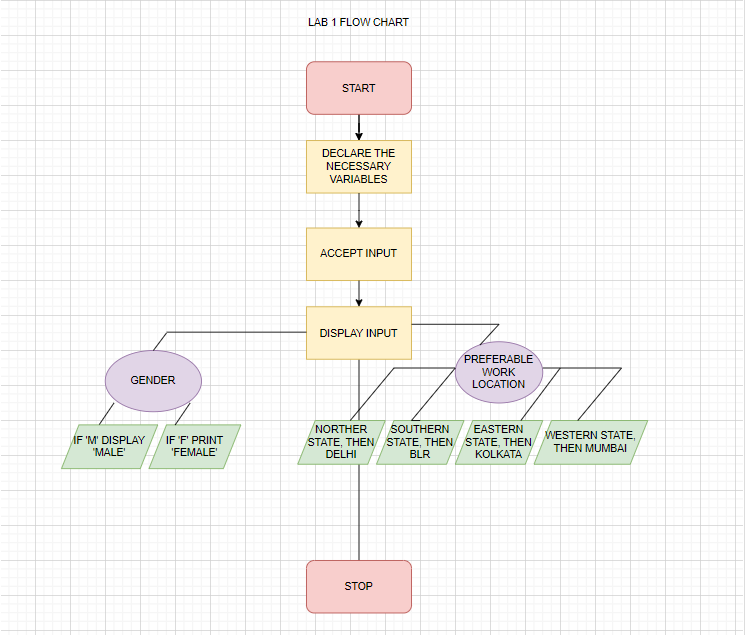 LAB 1 FLOW CHART
START
DECLARE THE
NECESSARY
VARIABLES
ACCEPT INPUT
DISPLAY INPUT
GENDER
PREFERABLE
WORK
LOCATION
IF 'M' DISPLAY
'MALE'
IF 'F' PRINT
'FEMALE'
NORTHER
STATE, THEN
DELHI
SOUTHERN
STATE, THEN
BLR
EASTERN
STATE, THEN
KOLKATA
WESTERN STATE,
THEN MUMBAI
STOP